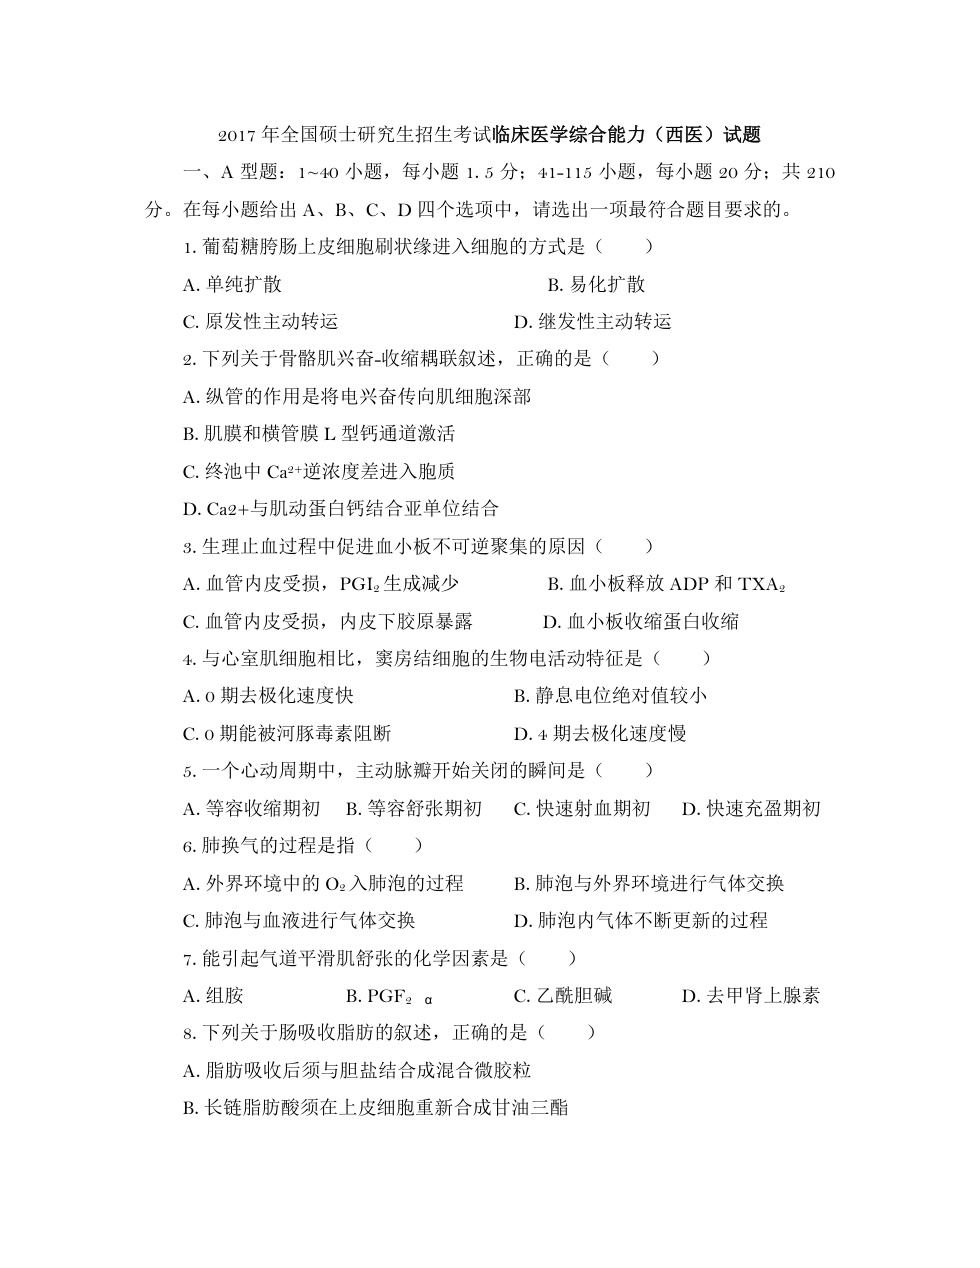 2017 年全国硕士研究生招生考试临床医学综合能力（西医）试题
一、A 型题：1~40 小题，每小题 1. 5 分；41-115 小题，每小题 20 分；共 210
分。在每小题给出 A、B、C、D 四个选项中，请选出一项最符合题目要求的。
1. 葡萄糖胯肠上皮细胞刷状缘进入细胞的方式是（　　）
A. 单纯扩散　　B. 易化扩散
C. 原发性主动转运　　D. 继发性主动转运
2. 下列关于骨骼肌兴奋-收缩耦联叙述，正确的是（　　）
A. 纵管的作用是将电兴奋传向肌细胞深部
B. 肌膜和横管膜 L 型钙通道激活
C. 终池中 Ca²⁺逆浓度差进入胞质
D. Ca2+与肌动蛋白钙结合亚单位结合
3. 生理止血过程中促进血小板不可逆聚集的原因（　　）
A. 血管内皮受损，PGI₂ 生成减少　　B. 血小板释放 ADP 和 TXA₂
C. 血管内皮受损，内皮下胶原暴露　　D. 血小板收缩蛋白收缩
4. 与心室肌细胞相比，窦房结细胞的生物电活动特征是（　　）
A. 0 期去极化速度快　　B. 静息电位绝对值较小
C. 0 期能被河豚毒素阻断　　D. 4 期去极化速度慢
5. 一个心动周期中，主动脉瓣开始关闭的瞬间是（　　）
A. 等容收缩期初　　B. 等容舒张期初　　C. 快速射血期初　　D. 快速充盈期初
6. 肺换气的过程是指（　　）
A. 外界环境中的 O₂ 入肺泡的过程　　B. 肺泡与外界环境进行气体交换
C. 肺泡与血液进行气体交换　　D. 肺泡内气体不断更新的过程
7. 能引起气道平滑肌舒张的化学因素是（　　）
A. 组胺　　B. PGF₂ α　　C. 乙酰胆碱　　D. 去甲肾上腺素
8. 下列关于肠吸收脂肪的叙述，正确的是（　　）
A. 脂肪吸收后须与胆盐结合成混合微胶粒
B. 长链脂肪酸须在上皮细胞重新合成甘油三酯